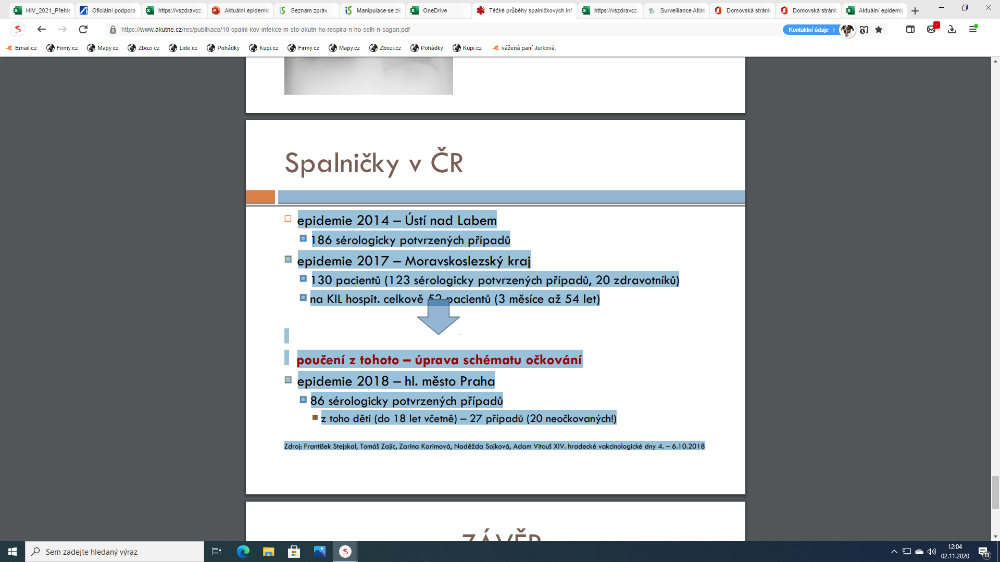 HIV_2021_Přehle
Oficiální podpora
https://vszdravcz-
Aktuální epidemic
Seznam zpráv
Manipulace se zk
OneDrive
Těžké průběhy spalničkových inf
https://vszdravcz-
Surveillance Atlas
Domovská stránk
Domovská stránk
Aktuální epidemic
https://www.akutne.cz/res/publikace/10-spalni-kov-infekce-m-sto-akutn-ho-respira-n-ho-selh-n-sagan.pdf
Kontaktní údaje
Email.cz
Firmy.cz
Mapy.cz
Zbozi.cz
Lide.cz
Pohádky
Kupi.cz
Firmy.cz
Mapy.cz
Zbozi.cz
Pohádky
Kupi.cz
vážená paní Jurková,
Spalničky v ČR
epidemie 2014 – Ústí nad Labem
186 sérologicky potvrzených případů
epidemie 2017 – Moravskoslezský kraj
130 pacientů (123 sérologicky potvrzených případů, 20 zdravotníků)
na KIL hospit. celkově 52 pacientů (3 měsíce až 54 let)
poučení z tohoto – úprava schématu očkování
epidemie 2018 – hl. město Praha
86 sérologicky potvrzených případů
z toho děti (do 18 let včetně) – 27 případů (20 neočkovaných!)
Zdroj: František Stejskal, Tomáš Zajíc, Zarina Karimová, Naděžda Sojková, Adam Vitouš XIV. hradecké vakcinologické dny 4. – 6.10.2018
ZÁVĚR
Sem zadejte hledaný výraz
12:04
02.11.2020
11